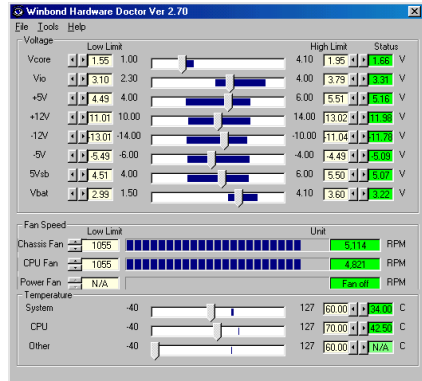 Winbond Hardware Doctor Ver 2.70
File Tools Help
Voltage
Low Limit High Limit Status
Vcore 1.55 1.00 4.10 1.95 1.66 V
Vio 3.10 2.30 4.00 3.79 3.31 V
+5V 4.49 4.00 6.00 5.51 5.16 V
+12V 11.01 10.00 14.00 13.02 11.98 V
-12V -13.01 -14.00 -10.00 -11.04 -11.78 V
-5V -5.49 -6.00 -4.00 -4.49 -5.09 V
5Vsb 4.51 4.00 6.00 5.50 5.07 V
Vbat 2.99 1.50 4.10 3.60 3.22 V
Fan Speed
Low Limit Unit
Chassis Fan 1055 5,114 RPM
CPU Fan 1055 4,821 RPM
Power Fan N/A Fan off RPM
Temperature
System -40 127 60.00 34.00 C
CPU -40 127 70.00 42.50 C
Other -40 127 60.00 N/A C